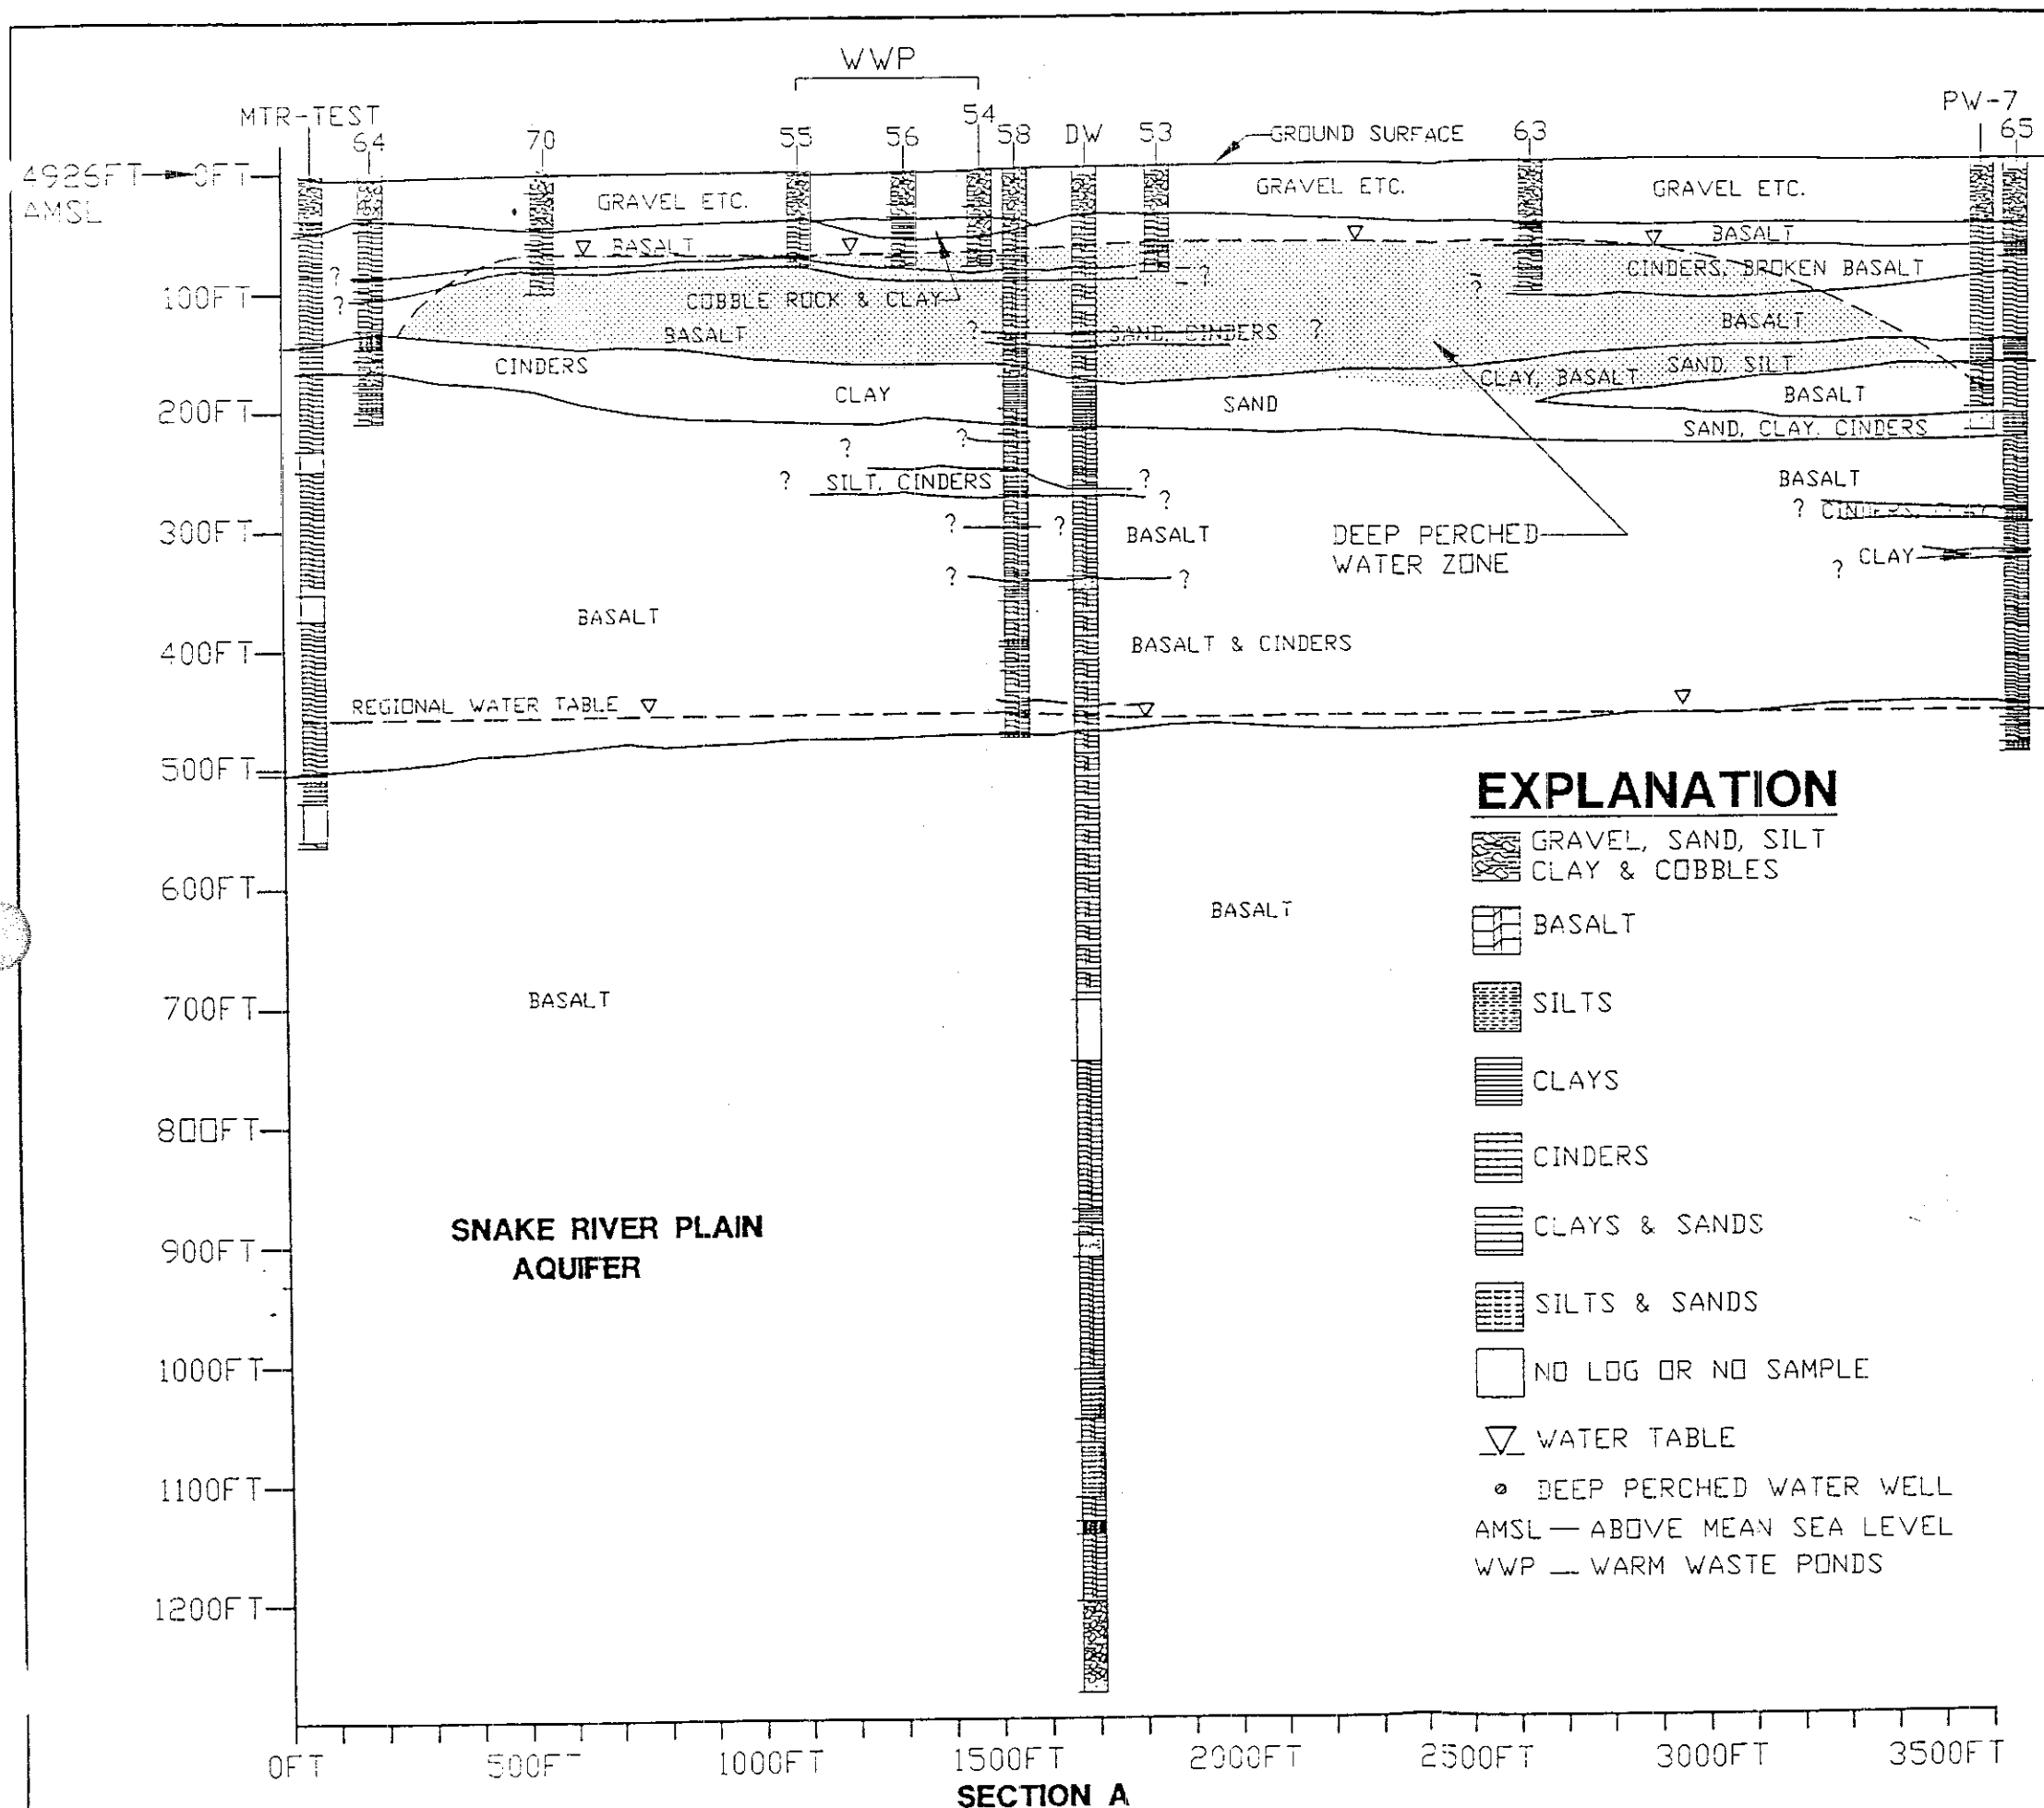 WWP
MTR-TEST
64
70
55
56
54
58
DW
53
GROUND SURFACE
63
PW-7
65
4926FT
AMSL
0FT
GRAVEL ETC.
GRAVEL ETC.
GRAVEL ETC.
BASALT
BASALT
?
?
CINDERS, BROKEN BASALT
?
?
100FT
COBBLE ROCK & CLAY
BASALT
?
SAND, CINDERS
?
BASALT
CINDERS
CLAY
CLAY, BASALT
SAND, SILT
SAND
BASALT
200FT
SAND, CLAY, CINDERS
?
?
?
SILT, CINDERS
?
?
BASALT
?
300FT
?
?
BASALT
DEEP PERCHED
WATER ZONE
CLAY
?
?
?
BASALT
BASALT & CINDERS
400FT
REGIONAL WATER TABLE
500FT
600FT
BASALT
700FT
BASALT
800FT
SNAKE RIVER PLAIN
AQUIFER
900FT
1000FT
1100FT
1200FT
EXPLANATION
GRAVEL, SAND, SILT
CLAY & COBBLES
BASALT
SILTS
CLAYS
CINDERS
CLAYS & SANDS
SILTS & SANDS
NO LOG OR NO SAMPLE
WATER TABLE
DEEP PERCHED WATER WELL
AMSL — ABOVE MEAN SEA LEVEL
WWP — WARM WASTE PONDS
0FT
500FT
1000FT
1500FT
2000FT
2500FT
3000FT
3500FT
SECTION A